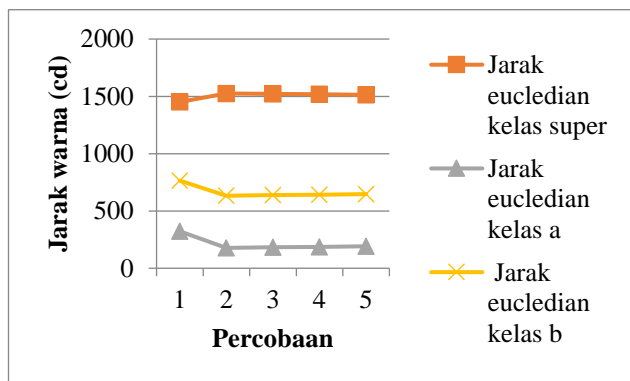 2000
1500
1000
500
0
Jarak warna (cd)
1 2 3 4 5
Percobaan
Jarak
eucledian
kelas super
Jarak
eucledian
kelas a
Jarak
eucledian
kelas b